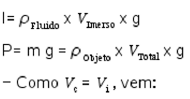 I= ρFluido x VImerso x g
P= m g = ρObjeto x VTotal x g
– Como Vc = Vi , vem: